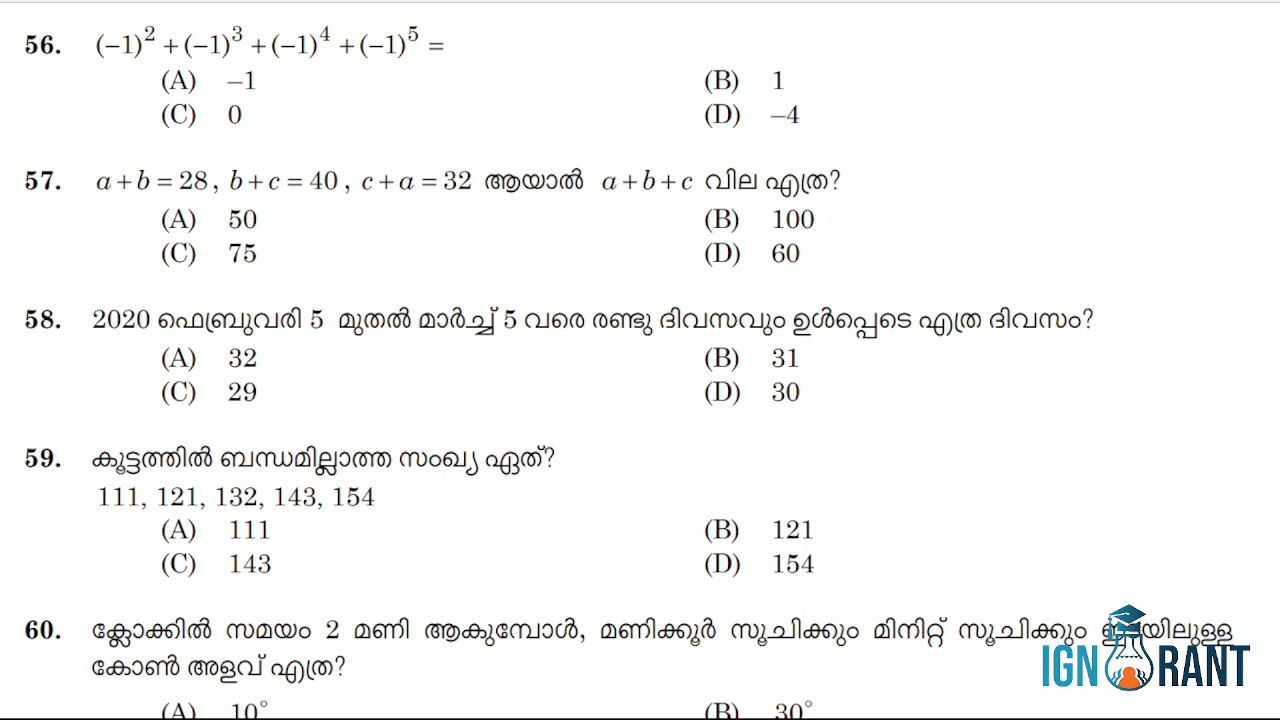 56. (–1)² + (–1)³ + (–1)⁴ + (–1)⁵ =
(A) –1 (B) 1
(C) 0 (D) –4
57. a + b = 28, b + c = 40, c + a = 32 ആയാൽ a + b + c വില എത്ര?
(A) 50 (B) 100
(C) 75 (D) 60
58. 2020 ഫെബ്രുവരി 5 മുതൽ മാർച്ച് 5 വരെ രണ്ടു ദിവസവും ഉൾപ്പെടെ എത്ര ദിവസം?
(A) 32 (B) 31
(C) 29 (D) 30
59. കൂട്ടത്തിൽ ബന്ധമില്ലാത്ത സംഖ്യ ഏത്?
111, 121, 132, 143, 154
(A) 111 (B) 121
(C) 143 (D) 154
60. ക്ലോക്കിൽ സമയം 2 മണി ആകുമ്പോൾ, മണിക്കൂർ സൂചിക്കും മിനിറ്റ് സൂചിക്കും ഇടയിലുള്ള
കോൺ അളവ് എത്ര?
(A) 10° (B) 30°
IGNORANT